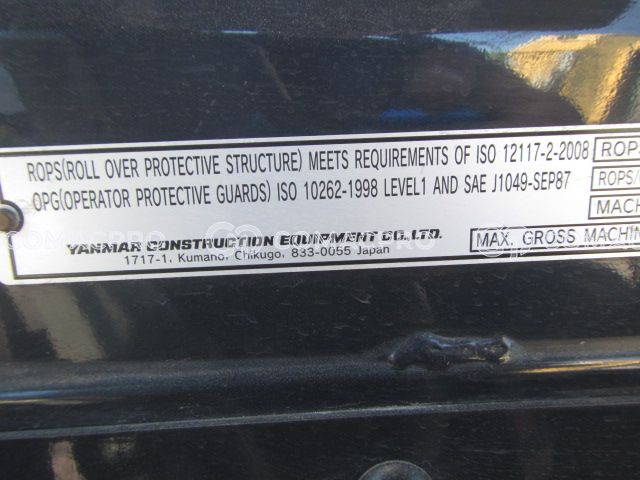 ROPS(ROLL OVER PROTECTIVE STRUCTURE) MEETS REQUIREMENTS OF ISO 12117-2-2008
OPG(OPERATOR PROTECTIVE GUARDS) ISO 10262-1998 LEVEL1 AND SAE J1049-SEP87
YANMAR CONSTRUCTION EQUIPMENT CO., LTD.
1717-1, Kumano, Chikugo, 833-0055 Japan
ROPS
ROPS/
MACH
MAX. GROSS MACHIN